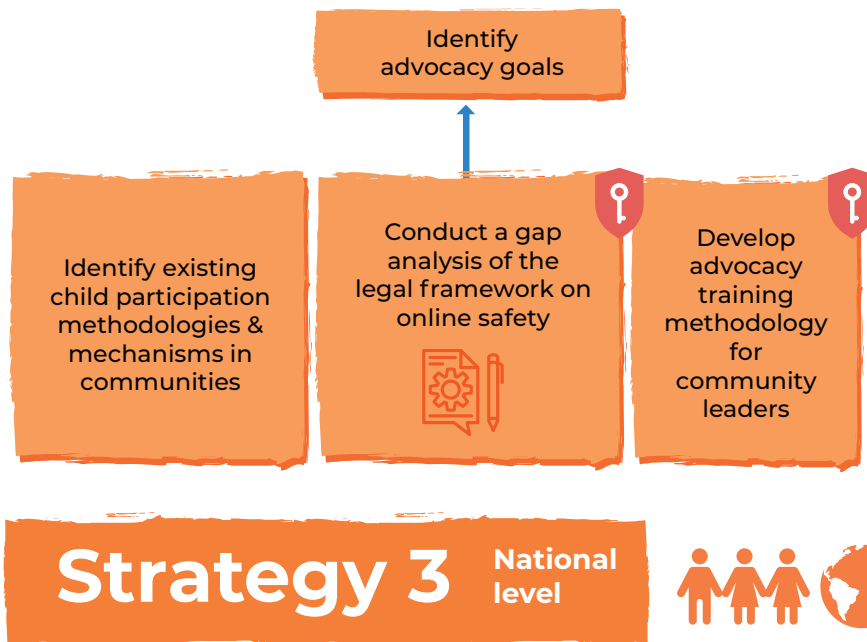 Identify
advocacy goals
Identify existing
child participation
methodologies &
mechanisms in
communities
Conduct a gap
analysis of the
legal framework on
online safety
Develop
advocacy
training
methodology
for
community
leaders
Strategy 3
National
level